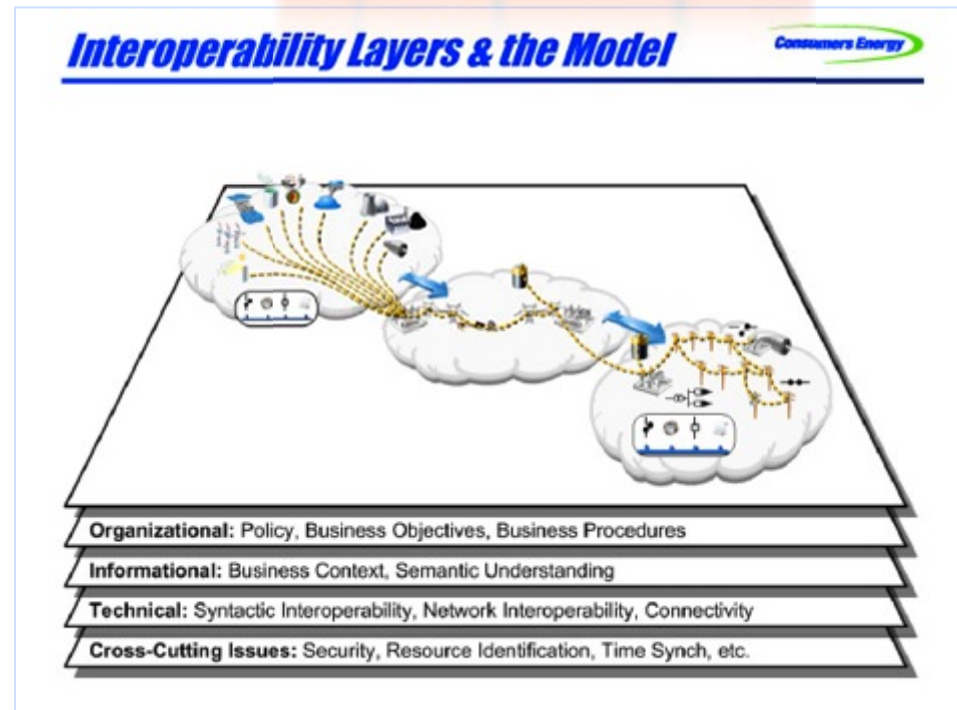 Interoperability Layers & the Model
Consumers Energy
Organizational: Policy, Business Objectives, Business Procedures
Informational: Business Context, Semantic Understanding
Technical: Syntactic Interoperability, Network Interoperability, Connectivity
Cross-Cutting Issues: Security, Resource Identification, Time Synch, etc.